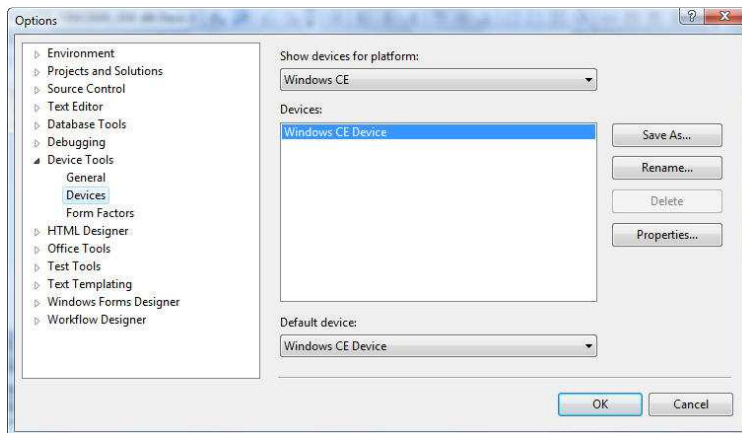 Options
Environment
Projects and Solutions
Source Control
Text Editor
Database Tools
Debugging
Device Tools
General
Devices
Form Factors
HTML Designer
Office Tools
Test Tools
Text Templating
Windows Forms Designer
Workflow Designer
Show devices for platform:
Windows CE
Devices:
Windows CE Device
Save As...
Rename...
Delete
Properties...
Default device:
Windows CE Device
OK
Cancel